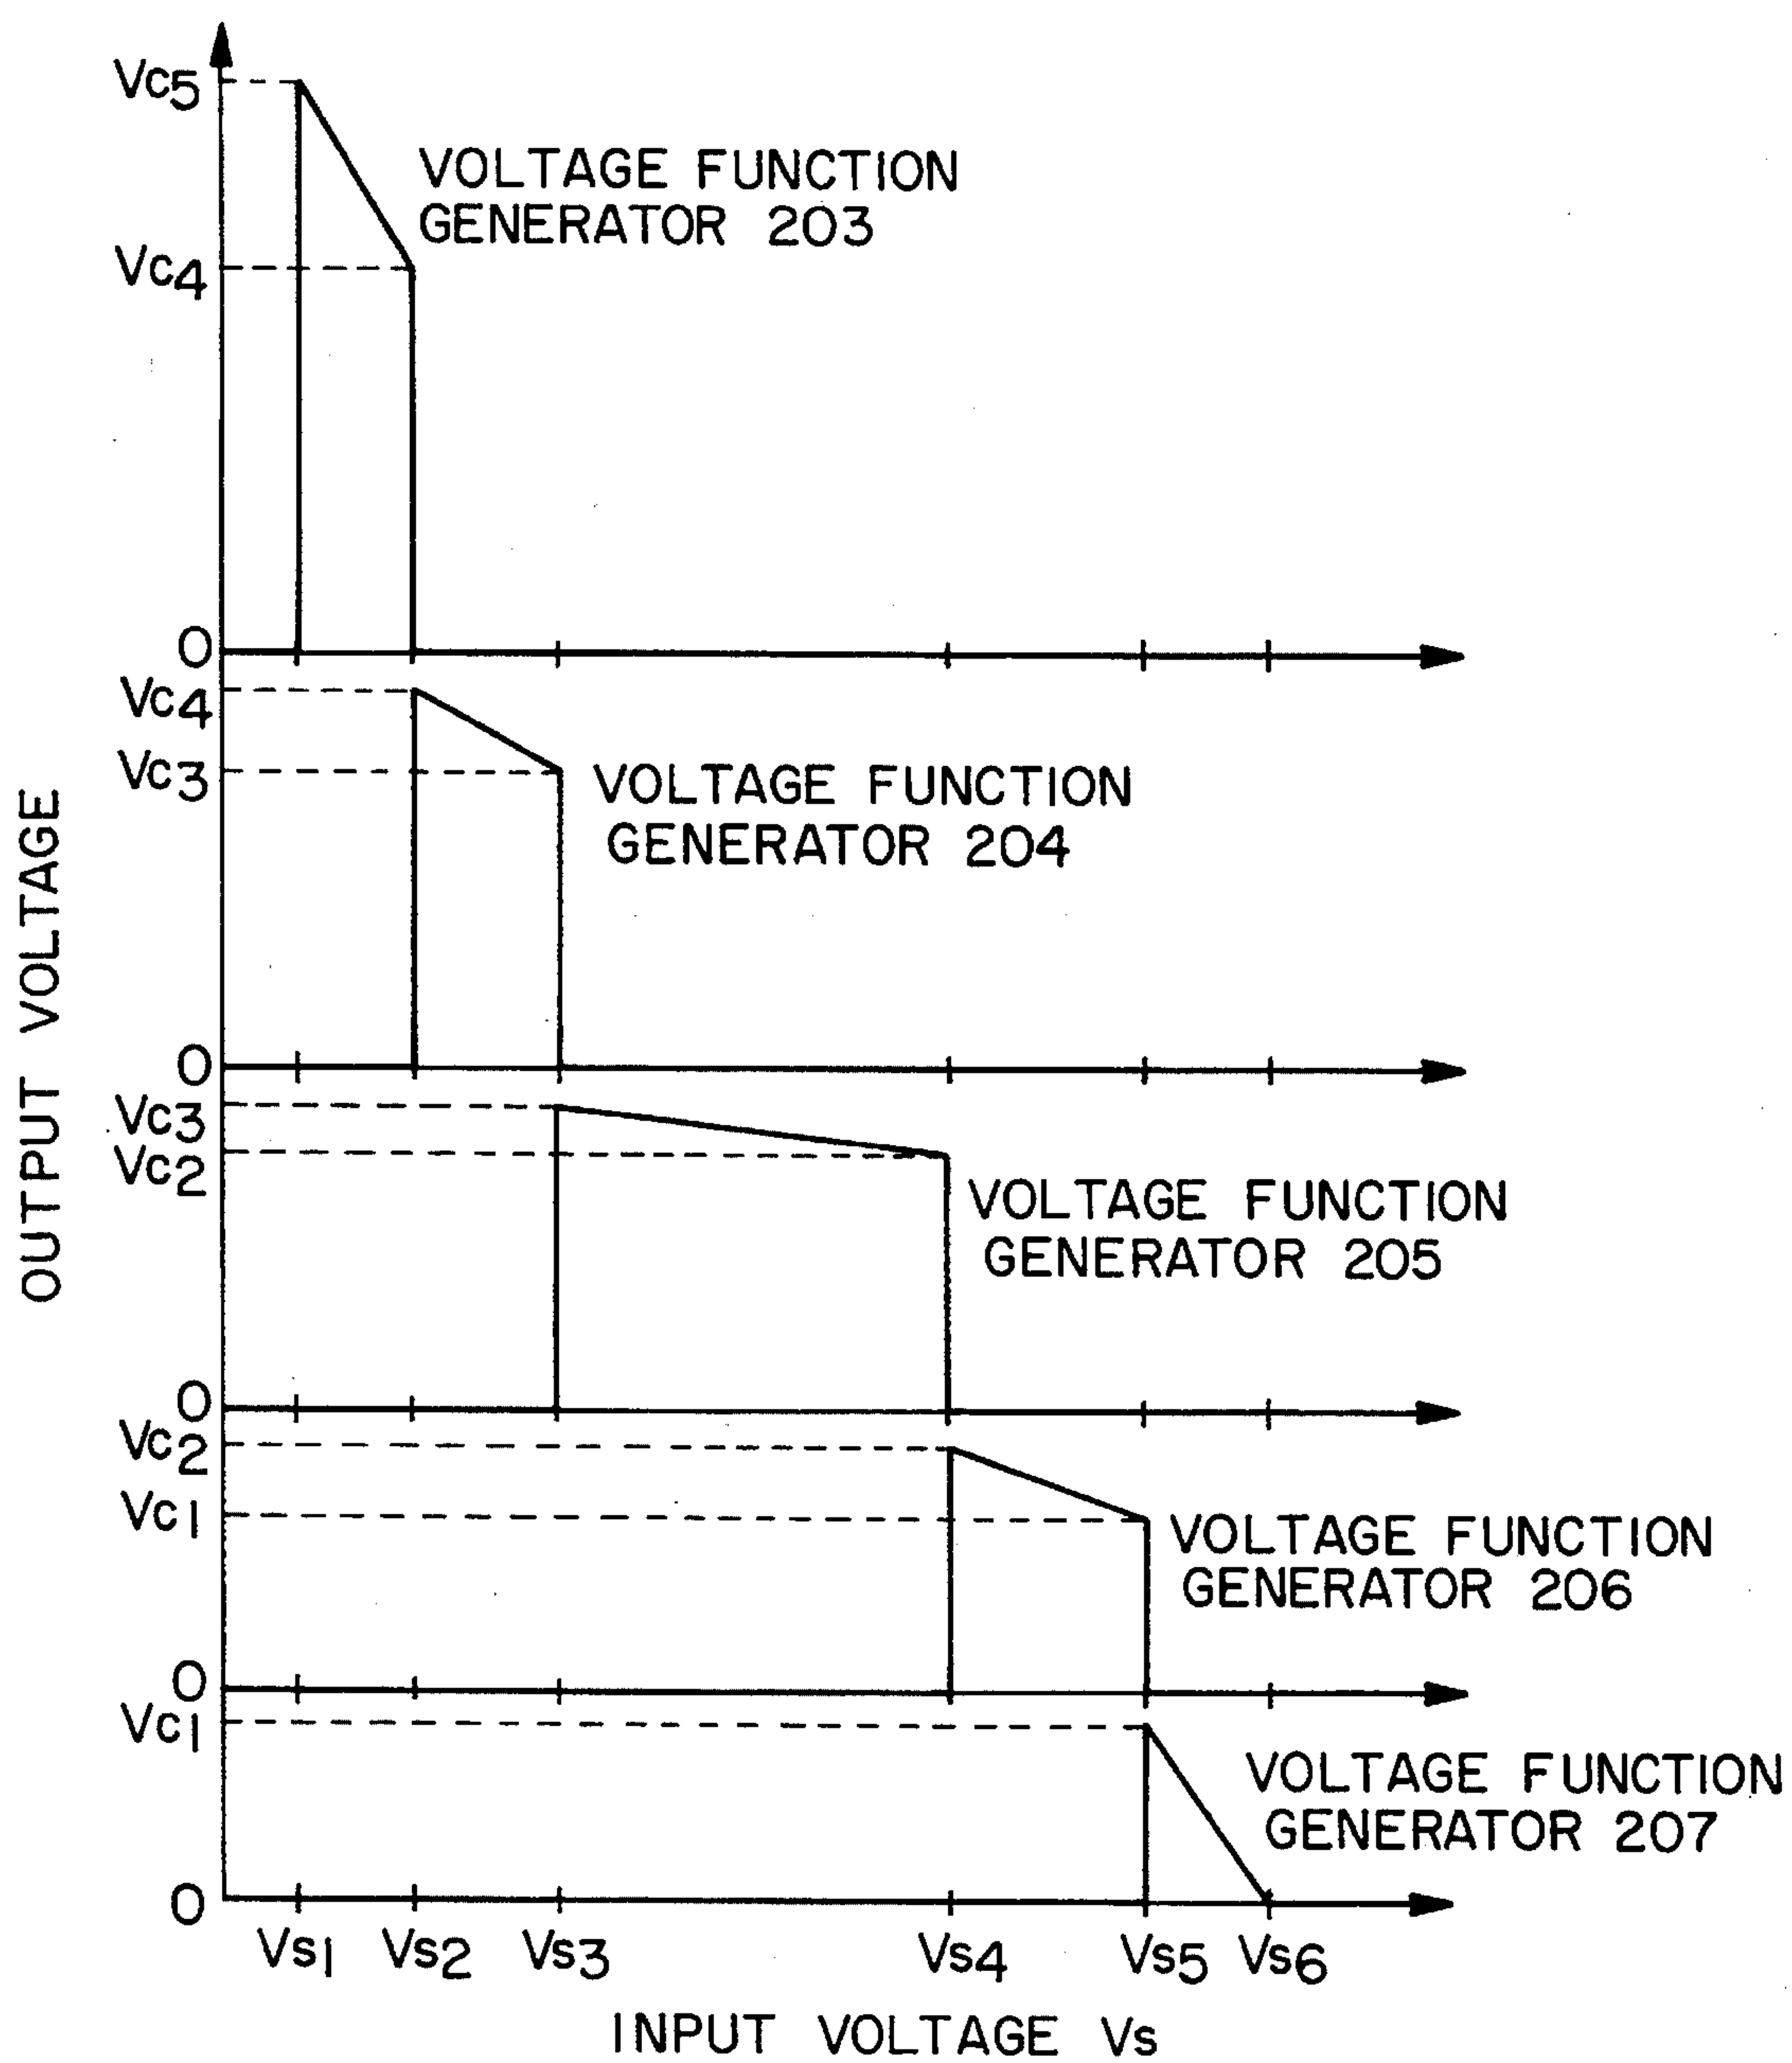 Vc5
VOLTAGE FUNCTION
GENERATOR 203
Vc4
0
Vc4
Vc3
VOLTAGE FUNCTION
GENERATOR 204
0
Vc3
Vc2
VOLTAGE FUNCTION
GENERATOR 205
0
Vc2
Vc1
VOLTAGE FUNCTION
GENERATOR 206
0
Vc1
VOLTAGE FUNCTION
GENERATOR 207
0
Vs1 Vs2 Vs3 Vs4 Vs5 Vs6
INPUT VOLTAGE Vs
OUTPUT VOLTAGE